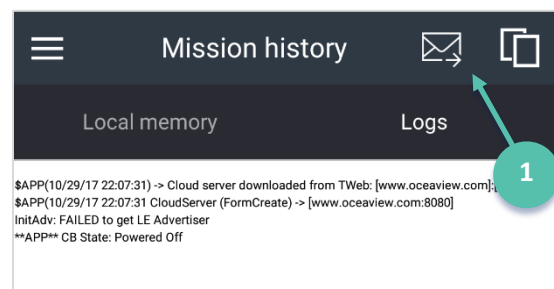 Mission history
Local memory
Logs
1
$APP(10/29/17 22:07:31) -> Cloud server downloaded from TWeb: [www.oceaview.com]:[
$APP(10/29/17 22:07:31 CloudServer (FormCreate) -> [www.oceaview.com:8080]
InitAdv: FAILED to get LE Advertiser
**APP** CB State: Powered Off